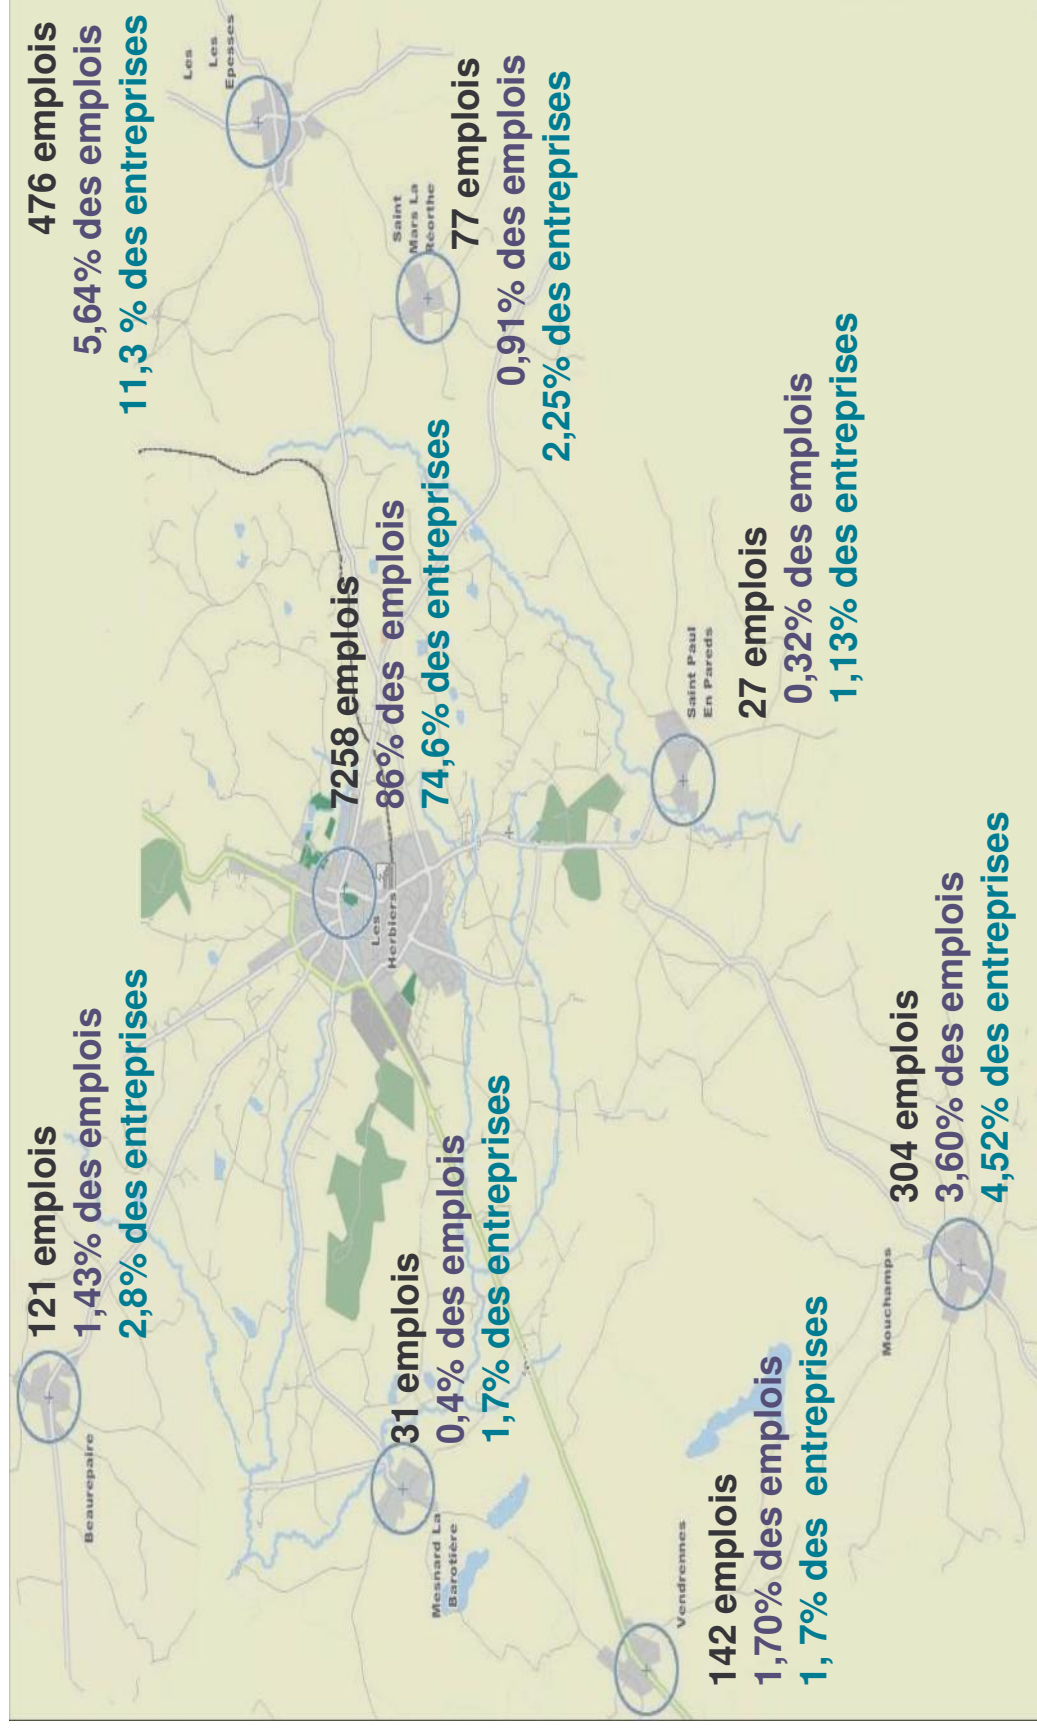 121 emplois
1,43% des emplois
2,8% des entreprises
Beaurepaire
476 emplois
5,64% des emplois
11,3 % des entreprises
Les
Les
Epesses
7258 emplois
86% des emplois
74,6% des entreprises
Les
Herbiers
Saint
Mars La
Réorthe
77 emplois
0,91% des emplois
2,25% des entreprises
31 emplois
0,4% des emplois
1,7% des entreprises
Mesnard La
Barotière
Saint Paul
En Pareds
27 emplois
0,32% des emplois
1,13% des entreprises
Vendrennes
142 emplois
1,70% des emplois
1, 7% des entreprises
Mouchamps
304 emplois
3,60% des emplois
4,52% des entreprises